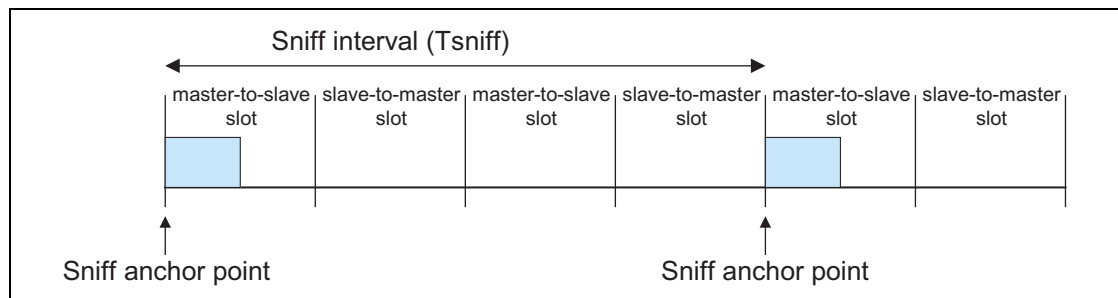 Sniff interval (Tsniff)
master-to-slave slot
slave-to-master slot
master-to-slave slot
slave-to-master slot
master-to-slave slot
slave-to-master slot
Sniff anchor point
Sniff anchor point